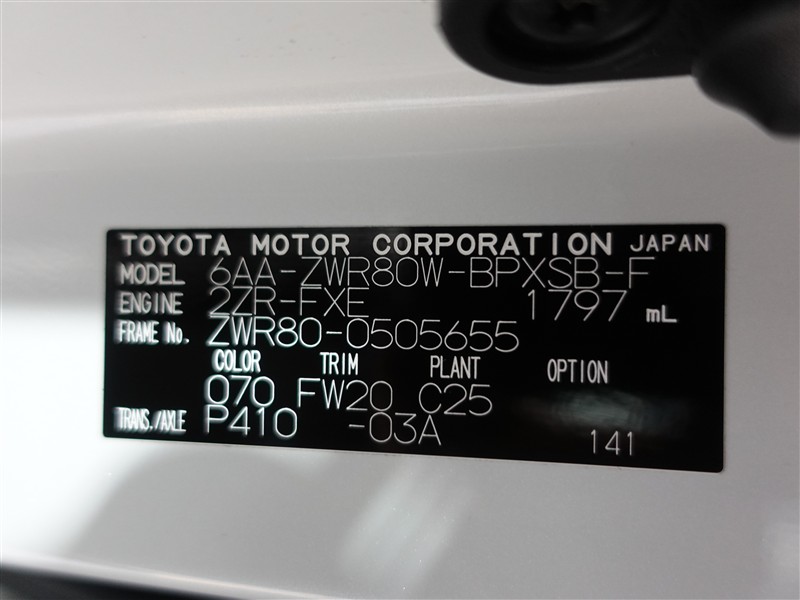 TOYOTA MOTOR CORPORATION JAPAN
MODEL 6AA-ZWR80W-BPXSB-F
ENGINE 2ZR-FXE 1797 mL
FRAME No. ZWR80-0505655
COLOR TRIM PLANT OPTION
070 FW20 C25
TRANS./AXLE P410 -03A
141